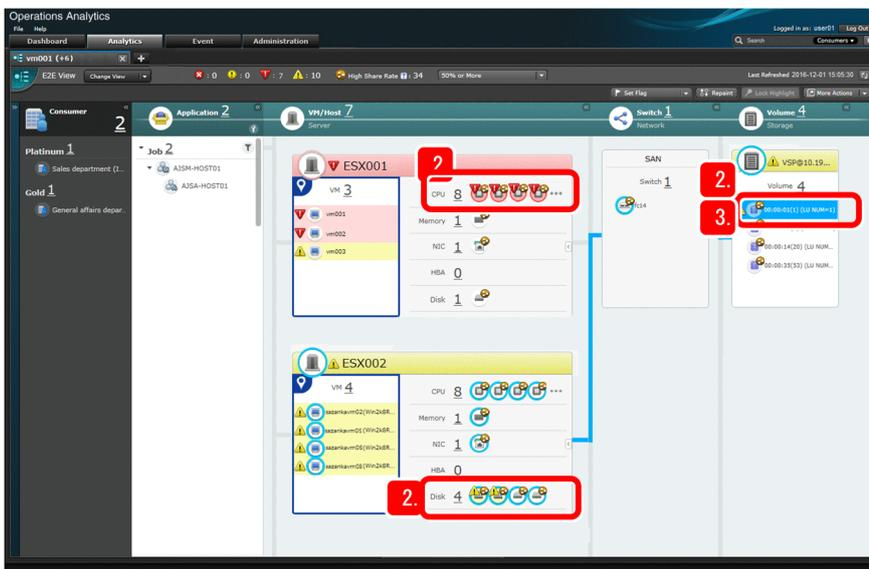 Operations Analytics
File Help
Logged in as: user01 Log Out
Dashboard Analytics Event Administration
Search Consumers
vm001 (+6)
E2E View Change View : 0 : 0 : 7 : 10 High Share Rate : 34 50% or More Last Refreshed 2016-12-01 15:05:30
Set Flag Repaint Lock Highlight More Actions
Consumer 2
Application 2
VM/Host 7
Server
Switch 1
Network
Volume 4
Storage
Platinum 1
Sales department (I...
Gold 1
General affairs depar..
Job 2
AJSM-HOST01
AJSA-HOST01
ESX001
2.
VM 3
vm001
vm002
vm003
CPU 8 ...
Memory 1
NIC 1
HBA 0
Disk 1
ESX002
VM 4
sazankavm02(Win2k8R...
sazankavm05(Win2k8R...
sazankavm06(Win2k8R...
CPU 8 ...
Memory 1
NIC 1
HBA 0
2.
Disk 4
SAN
Switch 1
fc14
VSP@10.19...
2.
Volume 4
3.
00:00:01(1) (LU NUM=1)
00:00:14(20) (LU NUM...
00:00:35(53) (LU NUM...